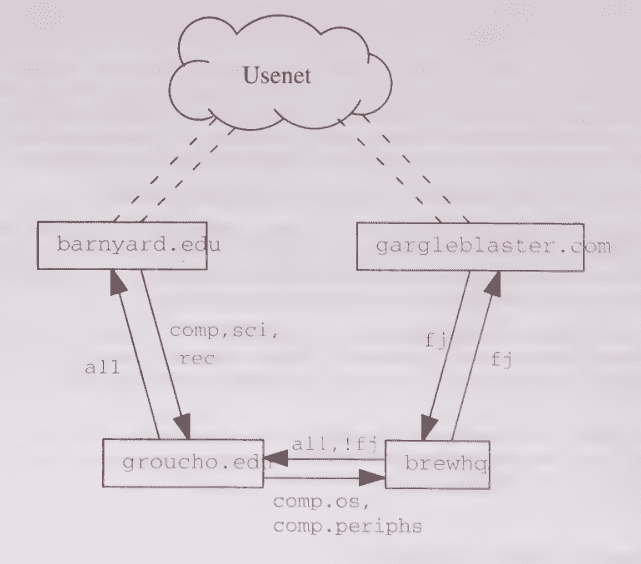 Usenet
barnyard.edu
gargleblaster.com
comp,sci,
rec
all
fj
fj
all,!fj
groucho.edu
brewhq
comp.os,
comp.periphs